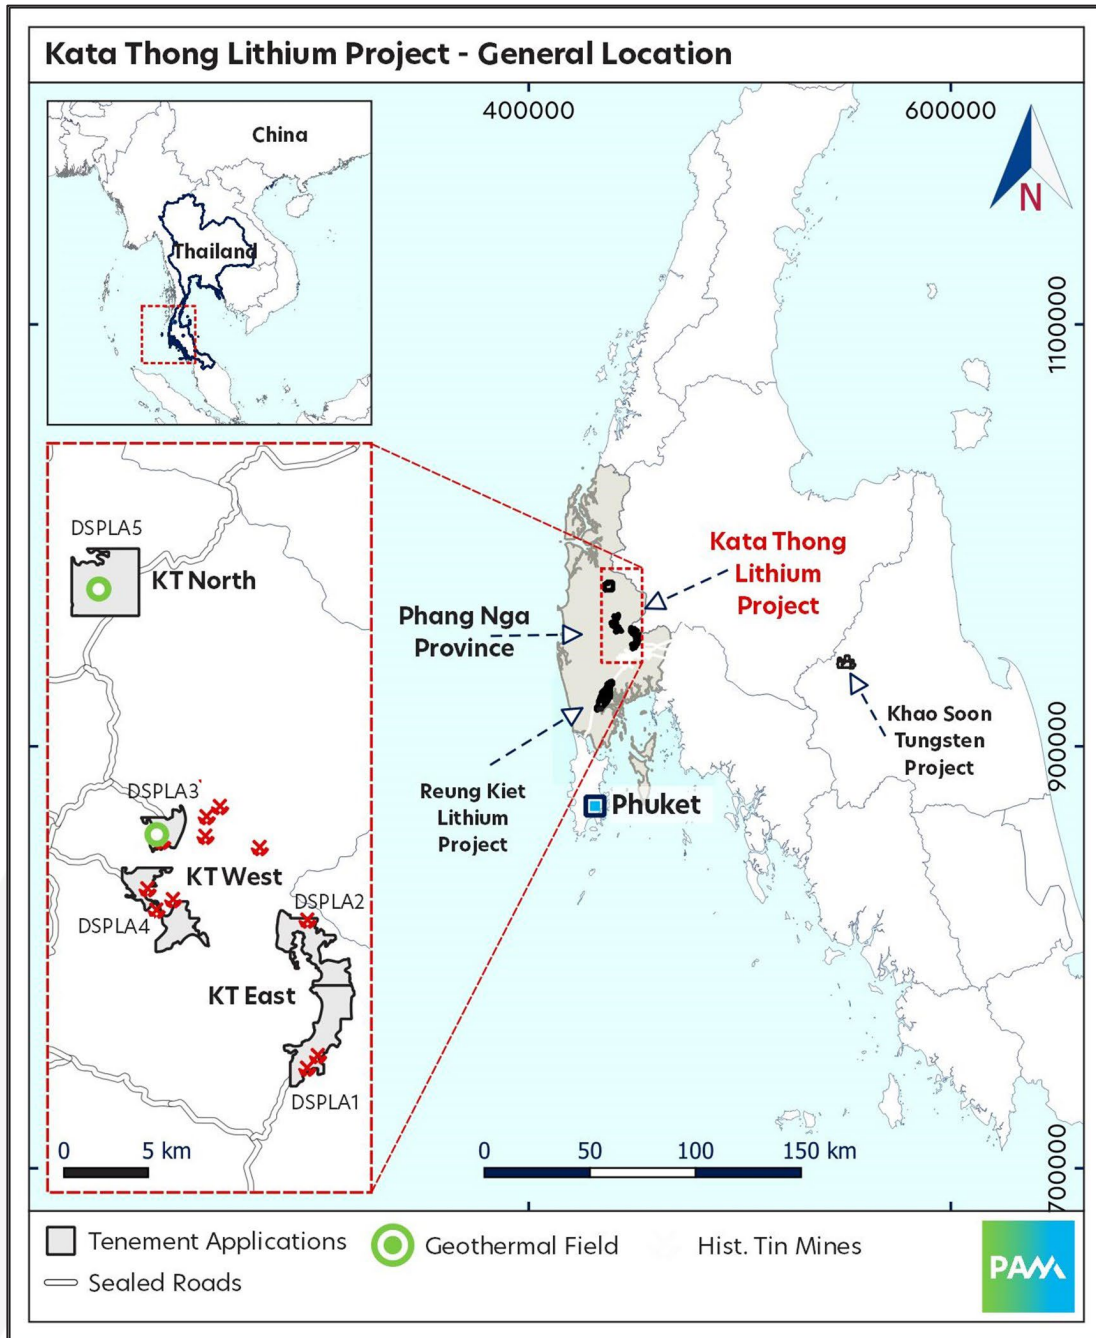 Kata Thong Lithium Project - General Location
400000
600000
China
Thailand
N
1100000
DSPLA5
KT North
Kata Thong
Lithium
Project
Phang Nga
Province
Khao Soon
Tungsten
Project
900000
Reung Kiet
Lithium
Project
Phuket
DSPLA3
KT West
DSPLA4
DSPLA2
KT East
DSPLA1
0 5 km
0 50 100 150 km
700000
Tenement Applications
Geothermal Field
Hist. Tin Mines
Sealed Roads
PAM